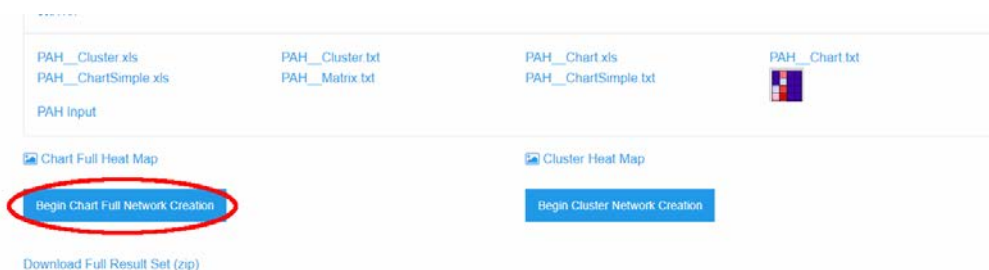 PAH__Cluster.xls PAH__Cluster.txt PAH__Chart.xls PAH__Chart.txt
PAH__ChartSimple.xls PAH__Matrix.txt PAH__ChartSimple.txt
PAH Input
Chart Full Heat Map Cluster Heat Map
Begin Chart Full Network Creation Begin Cluster Network Creation
Download Full Result Set (zip)